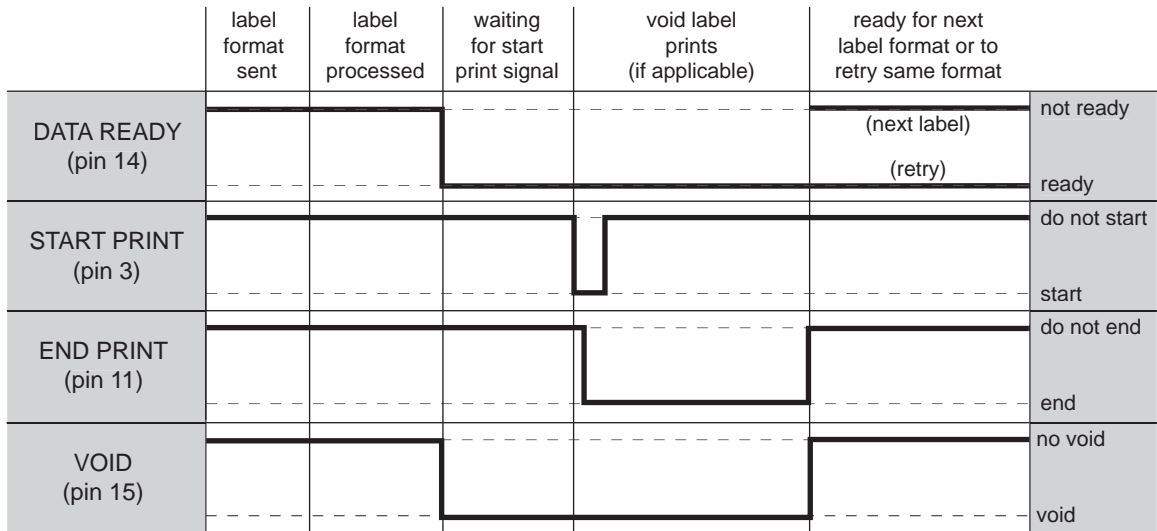 label
format
sent
label
format
processed
waiting
for start
print signal
void label
prints
(if applicable)
ready for next
label format or to
retry same format
DATA READY
(pin 14)
(next label)
(retry)
not ready
ready
START PRINT
(pin 3)
do not start
start
END PRINT
(pin 11)
do not end
end
VOID
(pin 15)
no void
void